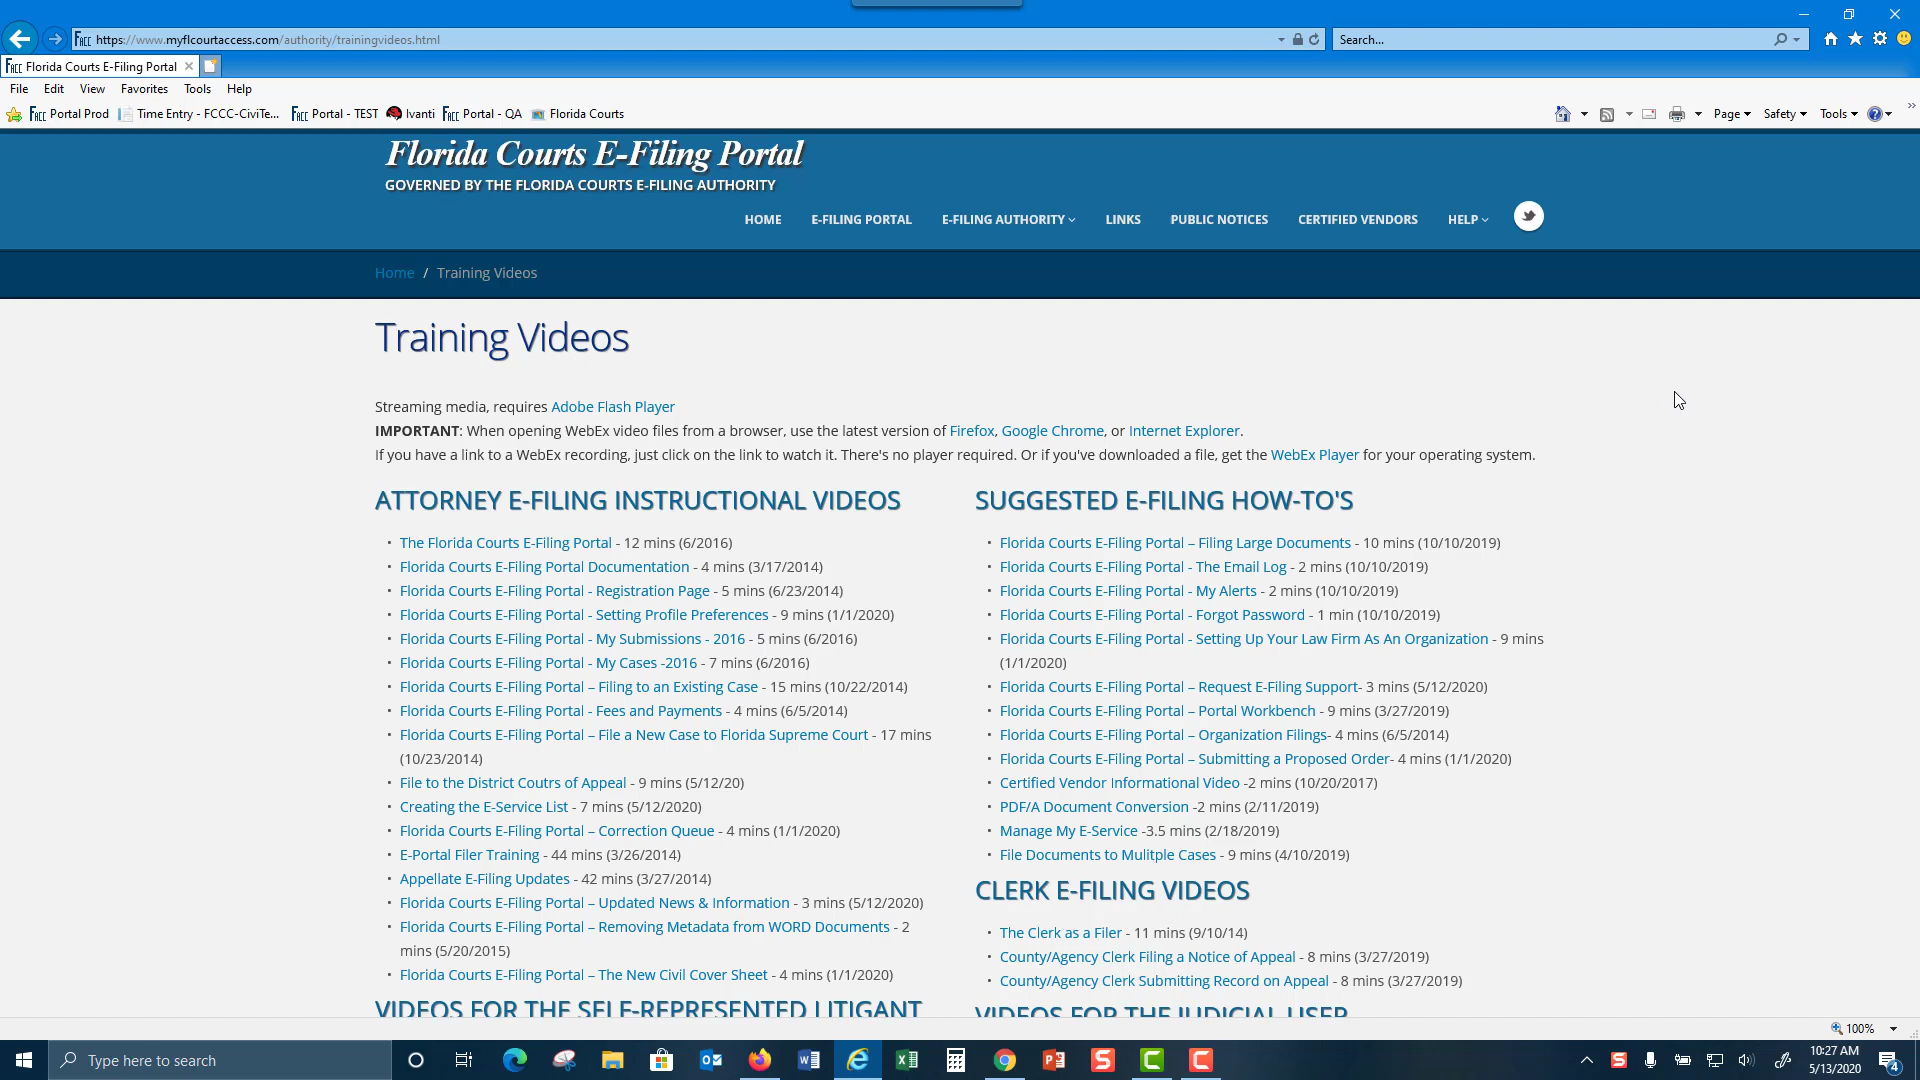 https://www.myflcourtaccess.com/authority/trainingvideos.html
Search...
FACC Florida Courts E-Filing Portal
File Edit View Favorites Tools Help
FACC Portal Prod Time Entry - FCCC-CiviTe... FACC Portal - TEST Ivanti FACC Portal - QA Florida Courts
Page Safety Tools
Florida Courts E-Filing Portal
GOVERNED BY THE FLORIDA COURTS E-FILING AUTHORITY
HOME E-FILING PORTAL E-FILING AUTHORITY LINKS PUBLIC NOTICES CERTIFIED VENDORS HELP
Home / Training Videos
Training Videos
Streaming media, requires Adobe Flash Player
IMPORTANT: When opening WebEx video files from a browser, use the latest version of Firefox, Google Chrome, or Internet Explorer.
If you have a link to a WebEx recording, just click on the link to watch it. There's no player required. Or if you've downloaded a file, get the WebEx Player for your operating system.
ATTORNEY E-FILING INSTRUCTIONAL VIDEOS
The Florida Courts E-Filing Portal - 12 mins (6/2016)
Florida Courts E-Filing Portal Documentation - 4 mins (3/17/2014)
Florida Courts E-Filing Portal - Registration Page - 5 mins (6/23/2014)
Florida Courts E-Filing Portal - Setting Profile Preferences - 9 mins (1/1/2020)
Florida Courts E-Filing Portal - My Submissions - 2016 - 5 mins (6/2016)
Florida Courts E-Filing Portal - My Cases -2016 - 7 mins (6/2016)
Florida Courts E-Filing Portal – Filing to an Existing Case - 15 mins (10/22/2014)
Florida Courts E-Filing Portal - Fees and Payments - 4 mins (6/5/2014)
Florida Courts E-Filing Portal – File a New Case to Florida Supreme Court - 17 mins
(10/23/2014)
File to the District Coutrs of Appeal - 9 mins (5/12/20)
Creating the E-Service List - 7 mins (5/12/2020)
Florida Courts E-Filing Portal – Correction Queue - 4 mins (1/1/2020)
E-Portal Filer Training - 44 mins (3/26/2014)
Appellate E-Filing Updates - 42 mins (3/27/2014)
Florida Courts E-Filing Portal – Updated News & Information - 3 mins (5/12/2020)
Florida Courts E-Filing Portal – Removing Metadata from WORD Documents - 2
mins (5/20/2015)
Florida Courts E-Filing Portal – The New Civil Cover Sheet - 4 mins (1/1/2020)
VIDEOS FOR THE SELF-REPRESENTED LITIGANT
SUGGESTED E-FILING HOW-TO'S
Florida Courts E-Filing Portal – Filing Large Documents - 10 mins (10/10/2019)
Florida Courts E-Filing Portal - The Email Log - 2 mins (10/10/2019)
Florida Courts E-Filing Portal - My Alerts - 2 mins (10/10/2019)
Florida Courts E-Filing Portal - Forgot Password - 1 min (10/10/2019)
Florida Courts E-Filing Portal - Setting Up Your Law Firm As An Organization - 9 mins
(1/1/2020)
Florida Courts E-Filing Portal – Request E-Filing Support- 3 mins (5/12/2020)
Florida Courts E-Filing Portal – Portal Workbench - 9 mins (3/27/2019)
Florida Courts E-Filing Portal – Organization Filings- 4 mins (6/5/2014)
Florida Courts E-Filing Portal – Submitting a Proposed Order- 4 mins (1/1/2020)
Certified Vendor Informational Video -2 mins (10/20/2017)
PDF/A Document Conversion -2 mins (2/11/2019)
Manage My E-Service -3.5 mins (2/18/2019)
File Documents to Mulitple Cases - 9 mins (4/10/2019)
CLERK E-FILING VIDEOS
The Clerk as a Filer - 11 mins (9/10/14)
County/Agency Clerk Filing a Notice of Appeal - 8 mins (3/27/2019)
County/Agency Clerk Submitting Record on Appeal - 8 mins (3/27/2019)
VIDEOS FOR THE JUDICIAL USER
100%
Type here to search
10:27 AM
5/13/2020
4